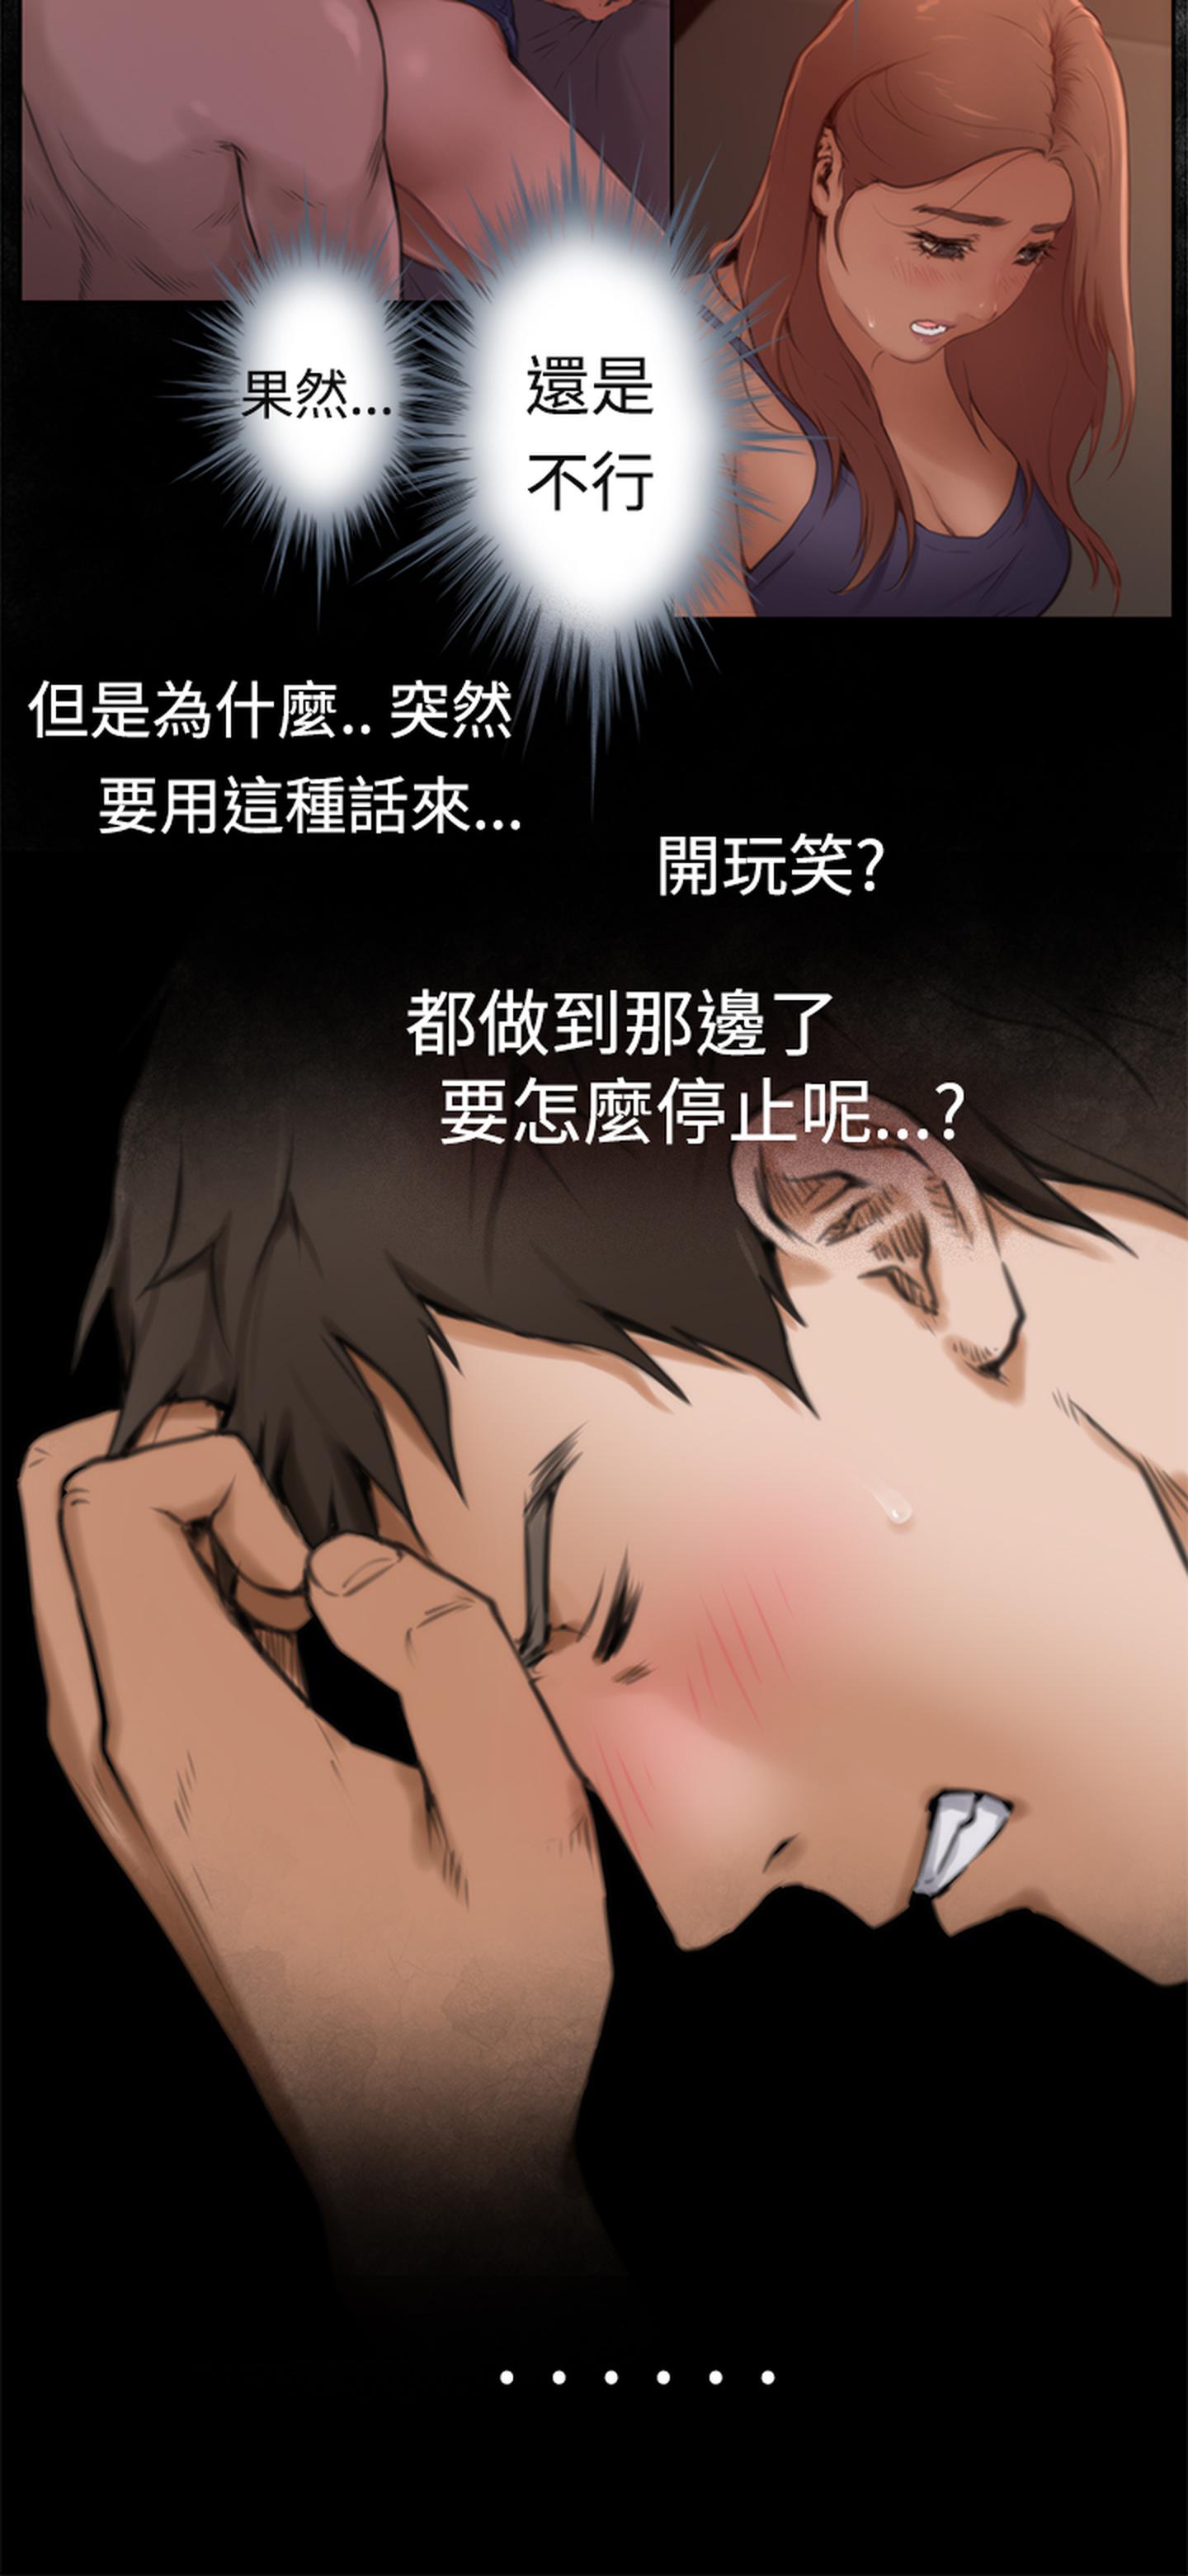 果然...
還是
不行
但是為什麼.. 突然
要用這種話來...
開玩笑?
都做到那邊了
要怎麼停止呢...?
......